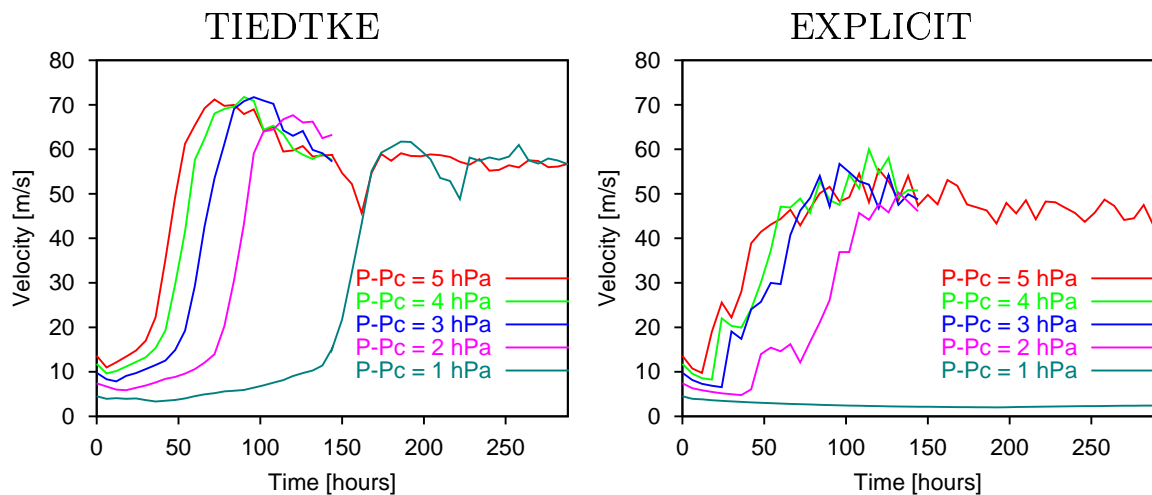 TIEDTKE
80
70
60
50
40
30
20
10
0
Velocity [m/s]
P-Pc = 5 hPa
P-Pc = 4 hPa
P-Pc = 3 hPa
P-Pc = 2 hPa
P-Pc = 1 hPa
0 50 100 150 200 250
Time [hours]
EXPLICIT
80
70
60
50
40
30
20
10
0
Velocity [m/s]
P-Pc = 5 hPa
P-Pc = 4 hPa
P-Pc = 3 hPa
P-Pc = 2 hPa
P-Pc = 1 hPa
0 50 100 150 200 250
Time [hours]